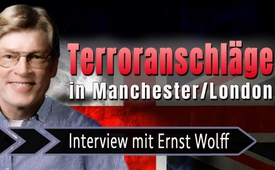 Terroranschläge
in Manchester/London
Interview mit Ernst Wolff